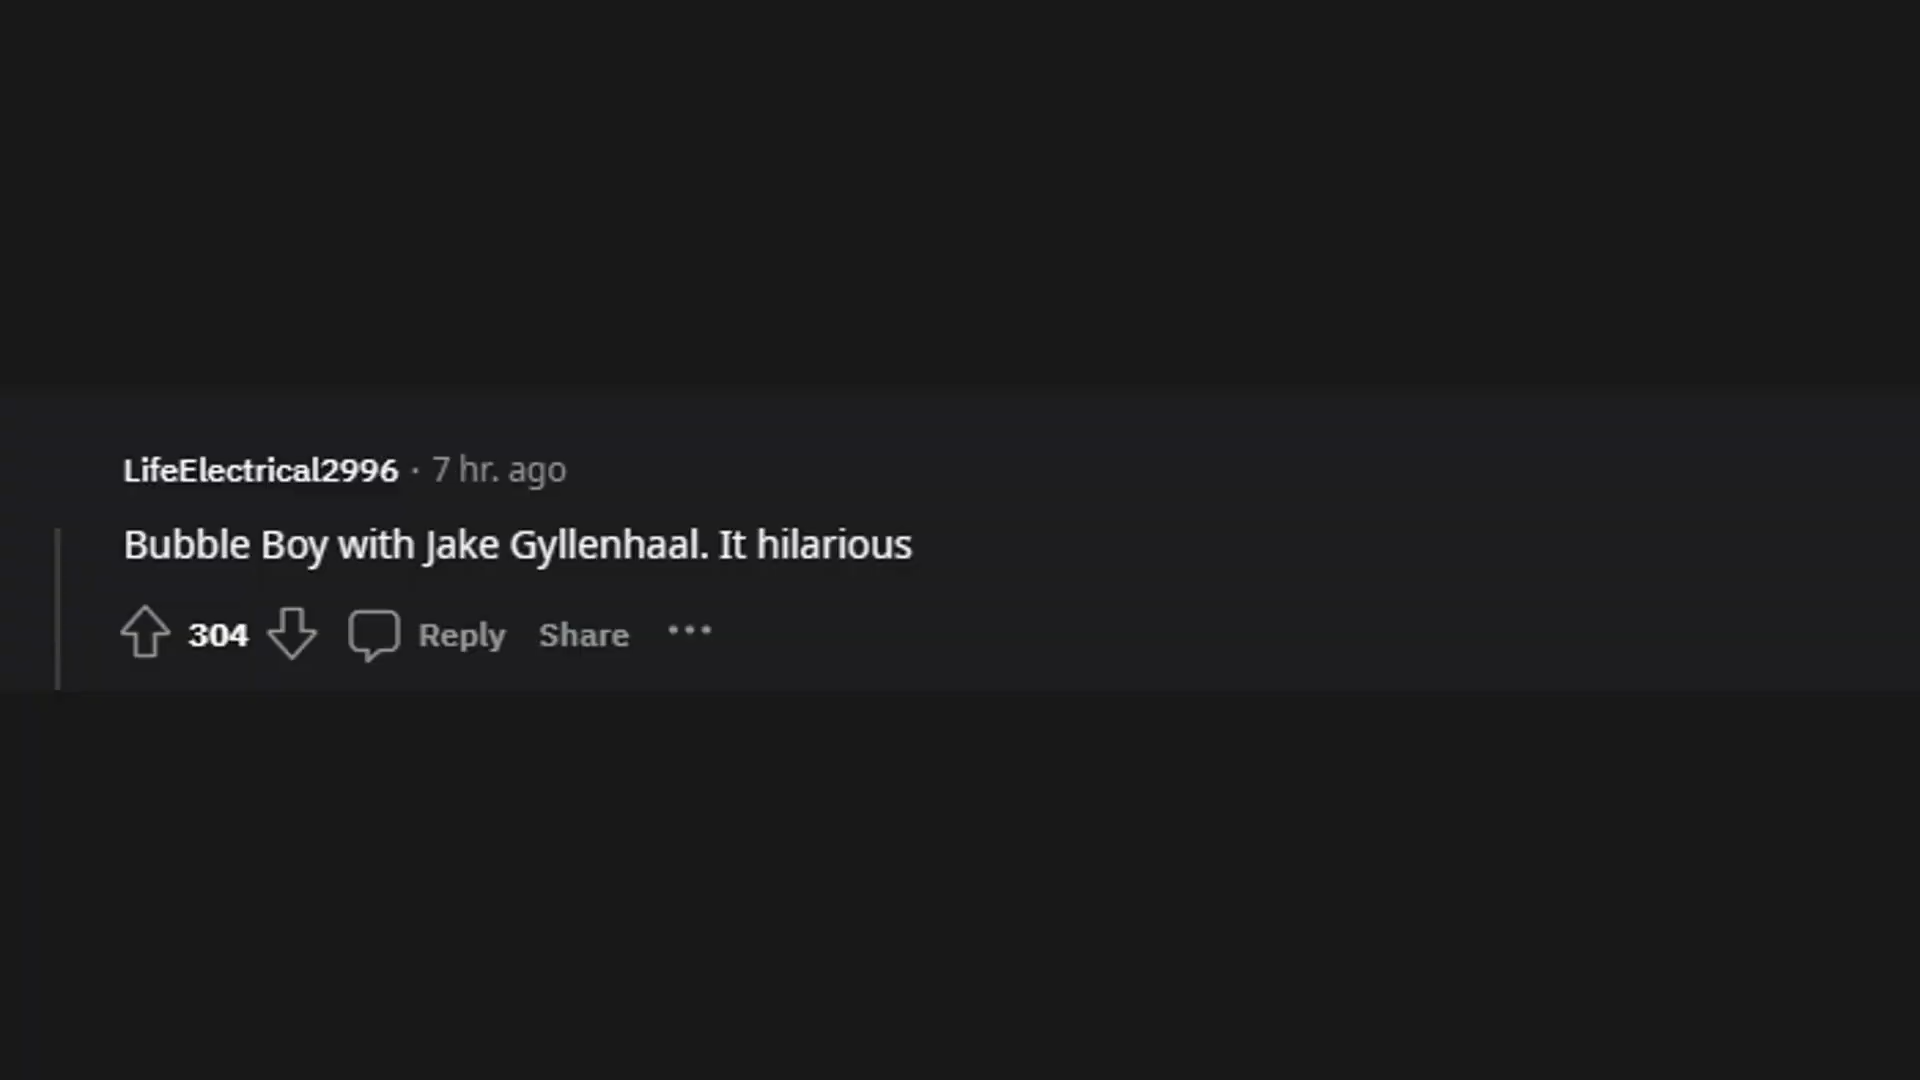 LifeElectrical2996 · 7 hr. ago
Bubble Boy with Jake Gyllenhaal. It hilarious
304 Reply Share ···